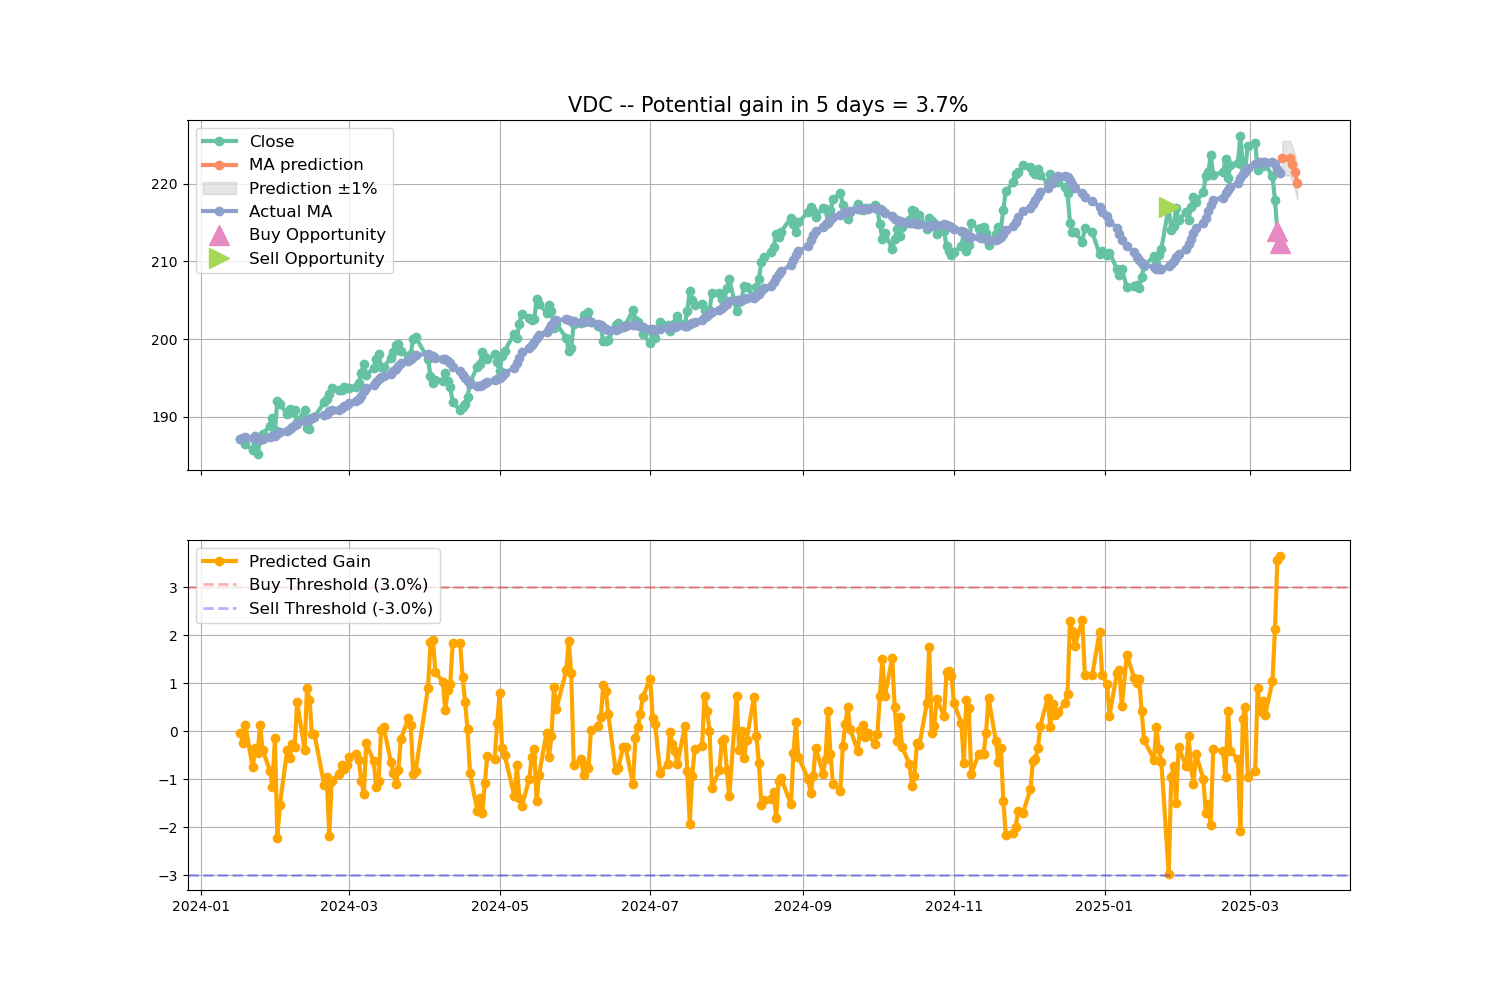 VDC -- Potential gain in 5 days = 3.7%
Close
MA prediction
Prediction ±1%
Actual MA
Buy Opportunity
Sell Opportunity
220
210
200
190
Predicted Gain
Buy Threshold (3.0%)
Sell Threshold (-3.0%)
3
2
1
0
−1
−2
−3
2024-01 2024-03 2024-05 2024-07 2024-09 2024-11 2025-01 2025-03